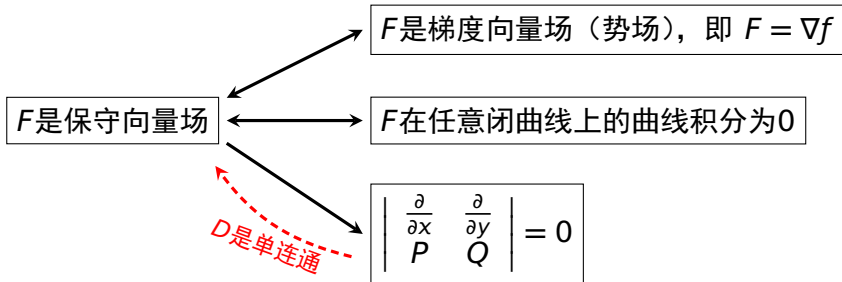 F是梯度向量场（势场），即 F = ∇f
F是保守向量场
F在任意闭曲线上的曲线积分为0
D是单连通
| ∂/∂x ∂/∂y |
| P Q | = 0